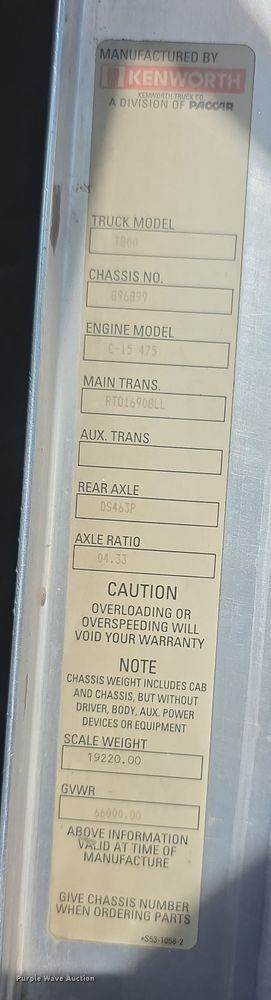 MANUFACTURED BY
KENWORTH
KENWORTH TRUCK CO.
A DIVISION OF PACCAR
TRUCK MODEL
T800
CHASSIS NO.
896899
ENGINE MODEL
C-15 475
MAIN TRANS.
RTO16908LL
AUX. TRANS
REAR AXLE
DS463P
AXLE RATIO
04.33
CAUTION
OVERLOADING OR
OVERSPEEDING WILL
VOID YOUR WARRANTY
NOTE
CHASSIS WEIGHT INCLUDES CAB
AND CHASSIS, BUT WITHOUT
DRIVER, BODY, AUX. POWER
DEVICES OR EQUIPMENT
SCALE WEIGHT
19220.00
GVWR
66000.00
ABOVE INFORMATION
VALID AT TIME OF
MANUFACTURE
GIVE CHASSIS NUMBER
WHEN ORDERING PARTS
*S53-1058-2
Purple Wave Auction